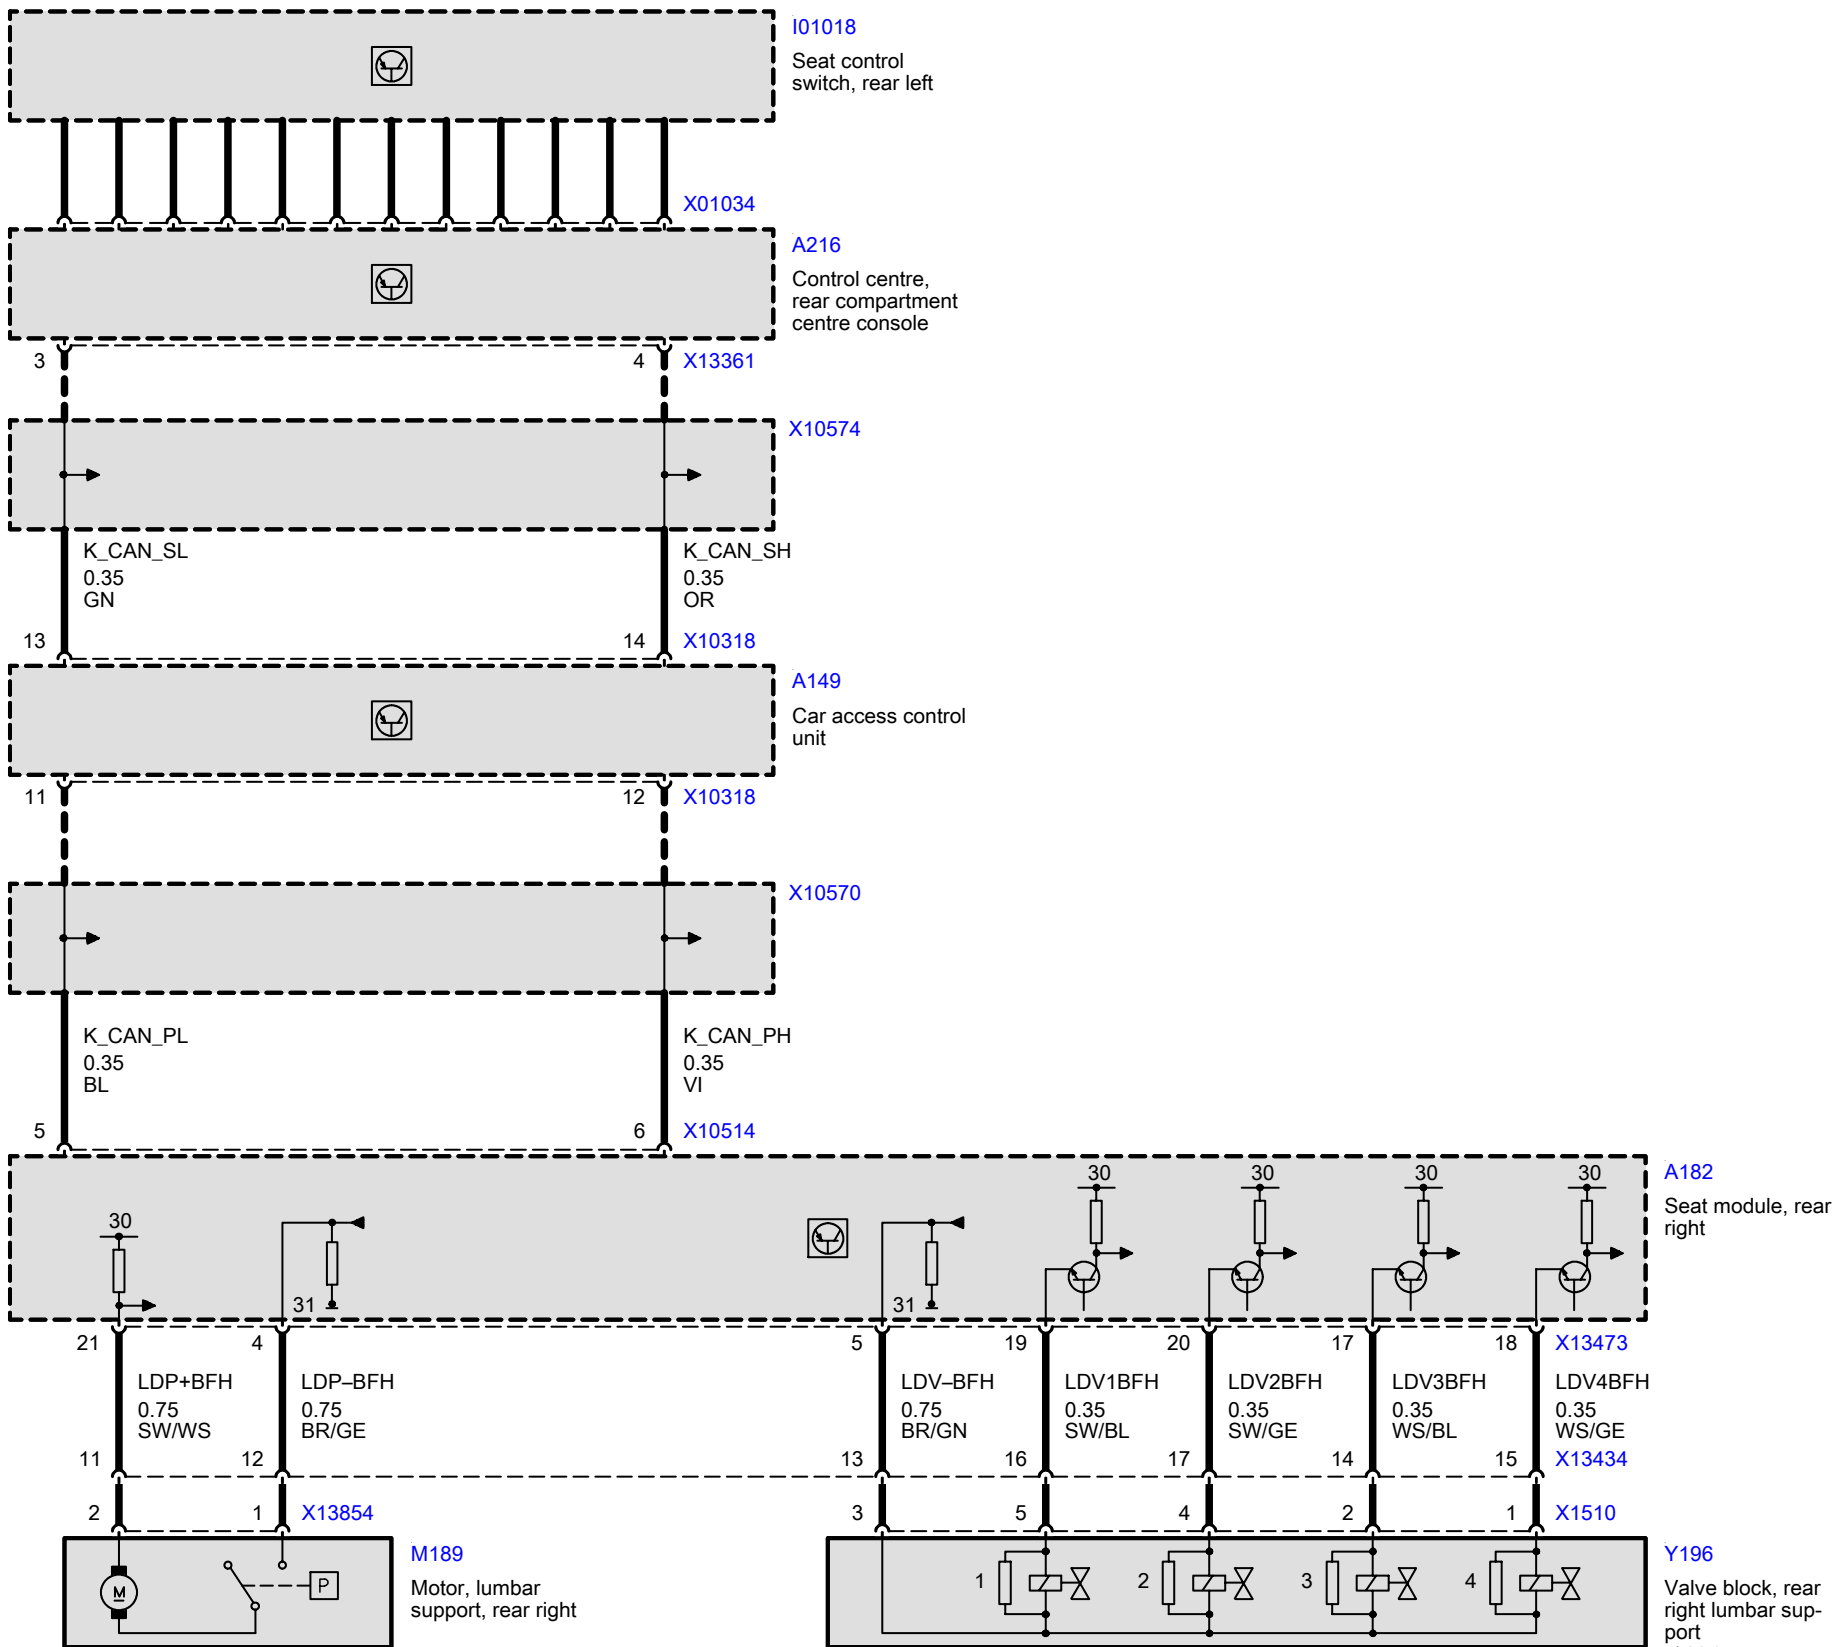 I01018
Seat control
switch, rear left
X01034
A216
Control centre,
rear compartment
centre console
3 4 X13361
X10574
K_CAN_SL K_CAN_SH
0.35 0.35
GN OR
13 14 X10318
A149
Car access control
unit
11 12 X10318
X10570
K_CAN_PL K_CAN_PH
0.35 0.35
BL VI
5 6 X10514
30 30 30 30 A182
Seat module, rear
right
30
31 31
21 4 5 19 20 17 18 X13473
LDP+BFH LDP–BFH LDV–BFH LDV1BFH LDV2BFH LDV3BFH LDV4BFH
0.75 0.75 0.75 0.35 0.35 0.35 0.35
SW/WS BR/GE BR/GN SW/BL SW/GE WS/BL WS/GE
11 12 13 16 17 14 15 X13434
2 1 X13854 3 5 4 2 1 X1510
M189 Y196
M P 1 2 3 4
Motor, lumbar
support, rear right
Valve block, rear
right lumbar sup-
port